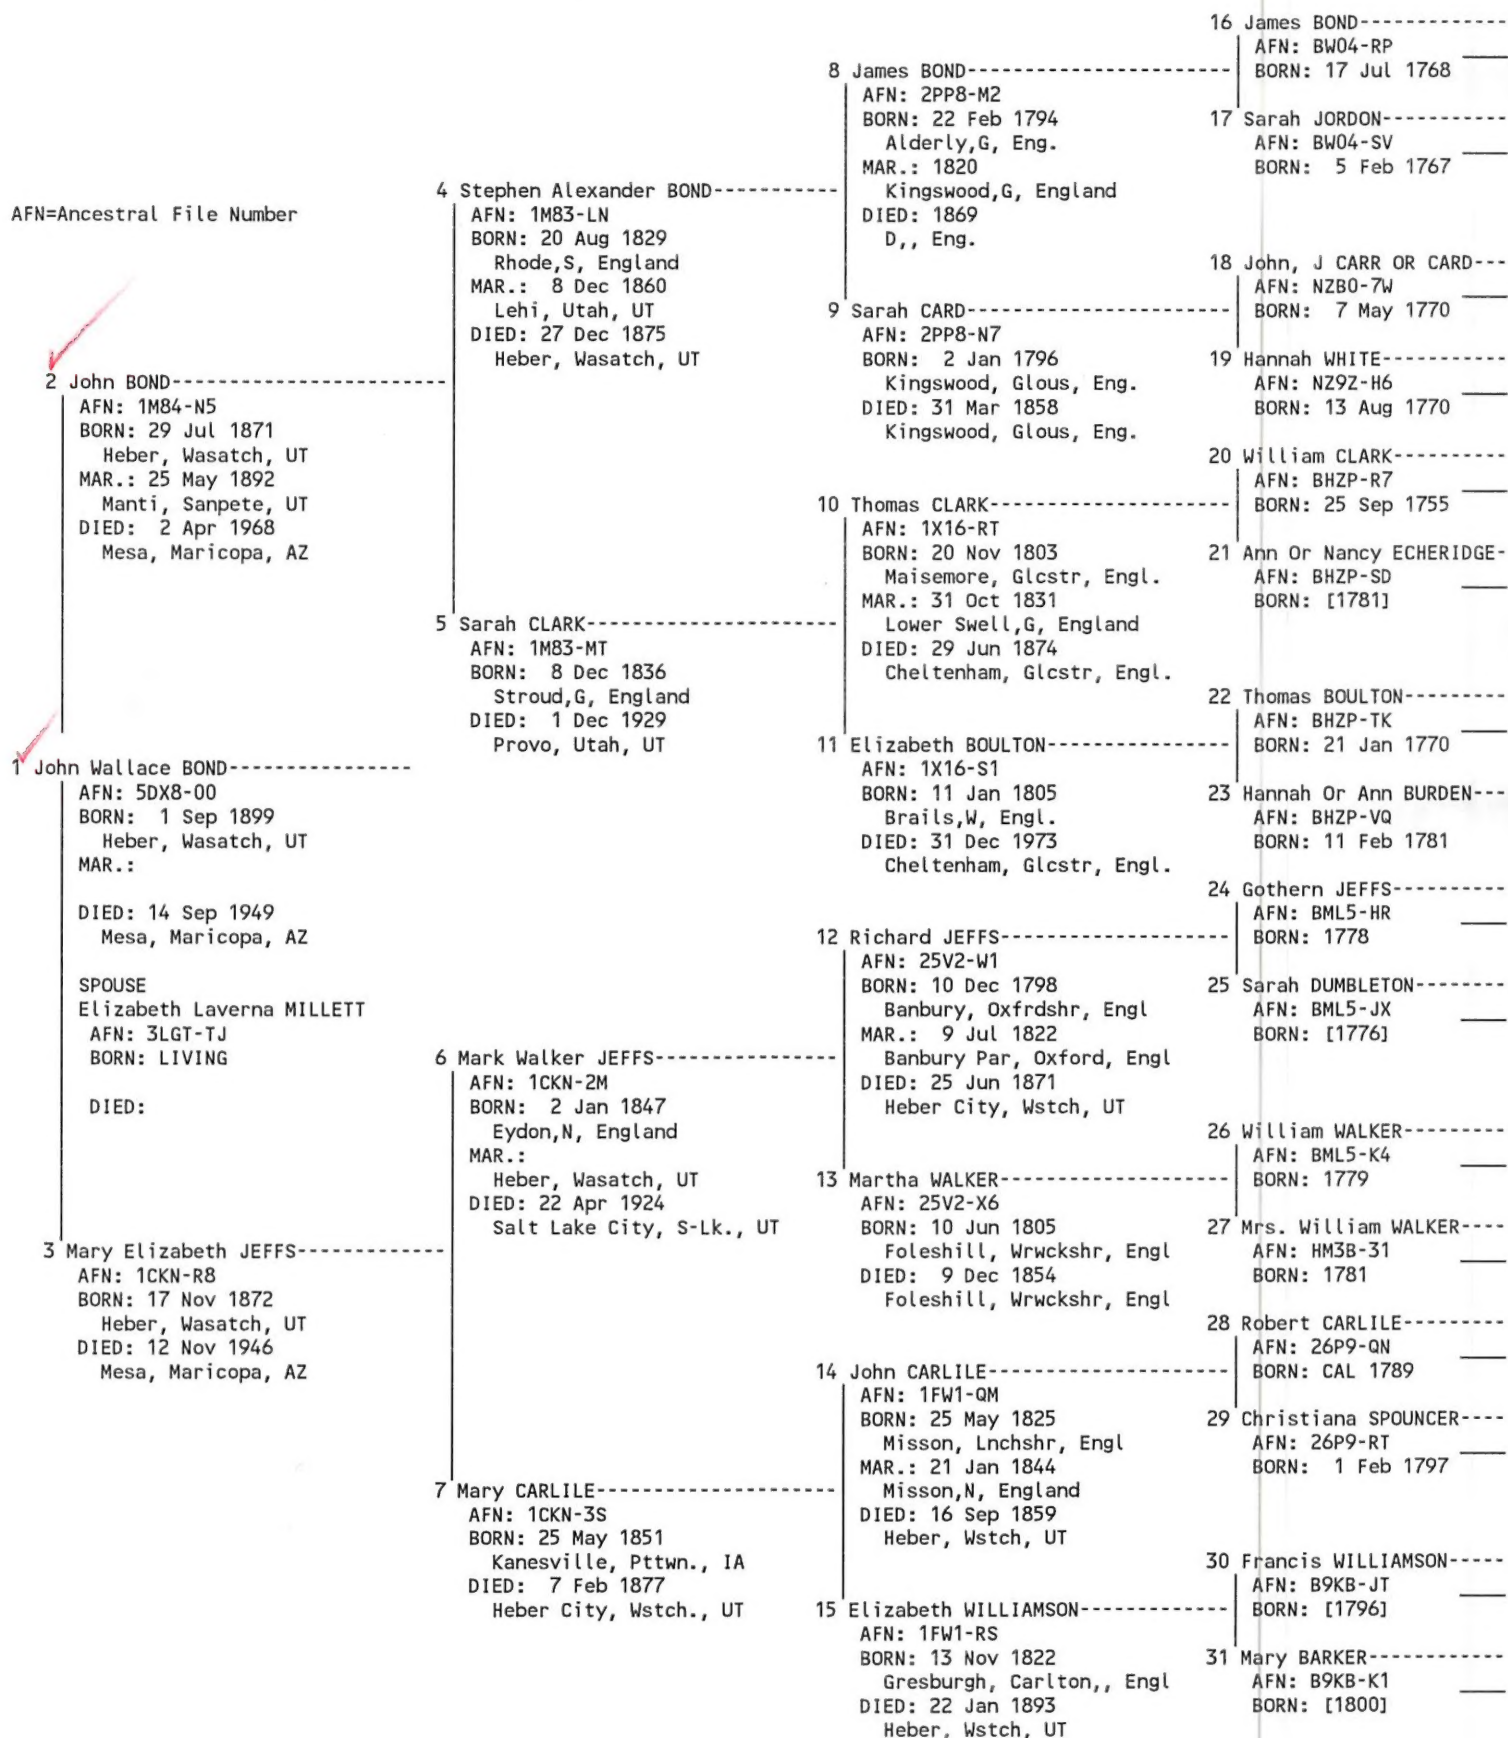 AFN=Ancestral File Number
1 John Wallace BOND---------------
AFN: 5DX8-00
BORN:  1 Sep 1899
Heber, Wasatch, UT
MAR.:
DIED: 14 Sep 1949
Mesa, Maricopa, AZ
SPOUSE
Elizabeth Laverna MILLETT
AFN: 3LGT-TJ
BORN: LIVING
DIED:
2 John BOND-----------------------
AFN: 1M84-N5
BORN: 29 Jul 1871
Heber, Wasatch, UT
MAR.: 25 May 1892
Manti, Sanpete, UT
DIED:  2 Apr 1968
Mesa, Maricopa, AZ
3 Mary Elizabeth JEFFS------------
AFN: 1CKN-R8
BORN: 17 Nov 1872
Heber, Wasatch, UT
DIED: 12 Nov 1946
Mesa, Maricopa, AZ
4 Stephen Alexander BOND----------
AFN: 1M83-LN
BORN: 20 Aug 1829
Rhode,S, England
MAR.:  8 Dec 1860
Lehi, Utah, UT
DIED: 27 Dec 1875
Heber, Wasatch, UT
5 Sarah CLARK---------------------
AFN: 1M83-MT
BORN:  8 Dec 1836
Stroud,G, England
DIED:  1 Dec 1929
Provo, Utah, UT
6 Mark Walker JEFFS---------------
AFN: 1CKN-2M
BORN:  2 Jan 1847
Eydon,N, England
MAR.:
Heber, Wasatch, UT
DIED: 22 Apr 1924
Salt Lake City, S-Lk., UT
7 Mary CARLILE--------------------
AFN: 1CKN-3S
BORN: 25 May 1851
Kanesville, Pttwn., IA
DIED:  7 Feb 1877
Heber City, Wstch., UT
8 James BOND----------------------
AFN: 2PP8-M2
BORN: 22 Feb 1794
Alderly,G, Eng.
MAR.: 1820
Kingswood,G, England
DIED: 1869
D,, Eng.
9 Sarah CARD----------------------
AFN: 2PP8-N7
BORN:  2 Jan 1796
Kingswood, Glous, Eng.
DIED: 31 Mar 1858
Kingswood, Glous, Eng.
10 Thomas CLARK--------------------
AFN: 1X16-RT
BORN: 20 Nov 1803
Maisemore, Glcstr, Engl.
MAR.: 31 Oct 1831
Lower Swell,G, England
DIED: 29 Jun 1874
Cheltenham, Glcstr, Engl.
11 Elizabeth BOULTON---------------
AFN: 1X16-S1
BORN: 11 Jan 1805
Brails,W, Engl.
DIED: 31 Dec 1973
Cheltenham, Glcstr, Engl.
12 Richard JEFFS-------------------
AFN: 25V2-W1
BORN: 10 Dec 1798
Banbury, Oxfrdshr, Engl
MAR.:  9 Jul 1822
Banbury Par, Oxford, Engl
DIED: 25 Jun 1871
Heber City, Wstch, UT
13 Martha WALKER-------------------
AFN: 25V2-X6
BORN: 10 Jun 1805
Foleshill, Wrwckshr, Engl
DIED:  9 Dec 1854
Foleshill, Wrwckshr, Engl
14 John CARLILE--------------------
AFN: 1FW1-QM
BORN: 25 May 1825
Misson, Lnchshr, Engl
MAR.: 21 Jan 1844
Misson,N, England
DIED: 16 Sep 1859
Heber, Wstch, UT
15 Elizabeth WILLIAMSON------------
AFN: 1FW1-RS
BORN: 13 Nov 1822
Gresburgh, Carlton,, Engl
DIED: 22 Jan 1893
Heber, Wstch, UT
16 James BOND------------
AFN: BW04-RP
BORN: 17 Jul 1768
17 Sarah JORDON-----------
AFN: BW04-SV
BORN:  5 Feb 1767
18 John, J CARR OR CARD---
AFN: NZB0-7W
BORN:  7 May 1770
19 Hannah WHITE-----------
AFN: NZ9Z-H6
BORN: 13 Aug 1770
20 William CLARK----------
AFN: BHZP-R7
BORN: 25 Sep 1755
21 Ann Or Nancy ECHERIDGE-
AFN: BHZP-SD
BORN: [1781]
22 Thomas BOULTON---------
AFN: BHZP-TK
BORN: 21 Jan 1770
23 Hannah Or Ann BURDEN---
AFN: BHZP-VQ
BORN: 11 Feb 1781
24 Gothern JEFFS----------
AFN: BML5-HR
BORN: 1778
25 Sarah DUMBLETON--------
AFN: BML5-JX
BORN: [1776]
26 William WALKER---------
AFN: BML5-K4
BORN: 1779
27 Mrs. William WALKER----
AFN: HM3B-31
BORN: 1781
28 Robert CARLILE---------
AFN: 26P9-QN
BORN: CAL 1789
29 Christiana SPOUNCER----
AFN: 26P9-RT
BORN:  1 Feb 1797
30 Francis WILLIAMSON-----
AFN: B9KB-JT
BORN: [1796]
31 Mary BARKER------------
AFN: B9KB-K1
BORN: [1800]